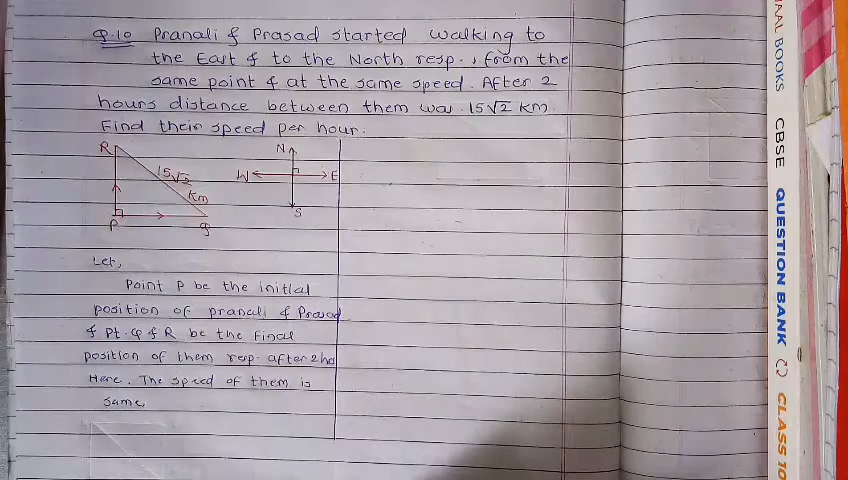 Q.10 Pranali & Prasad started walking to
the East & to the North resp., from the
same point & at the same speed. After 2
hours distance between them was 15√2 km.
Find their speed per hour.
R
15√2
km
P
Q
N
W
E
S
Let,
Point P be the initial
position of pranali & Prasad
& Pt. Q & R be the final
position of them resp. after 2
Here, The speed of them is
same
BOOKS
CBSE
QUESTION BANK
CLASS 10